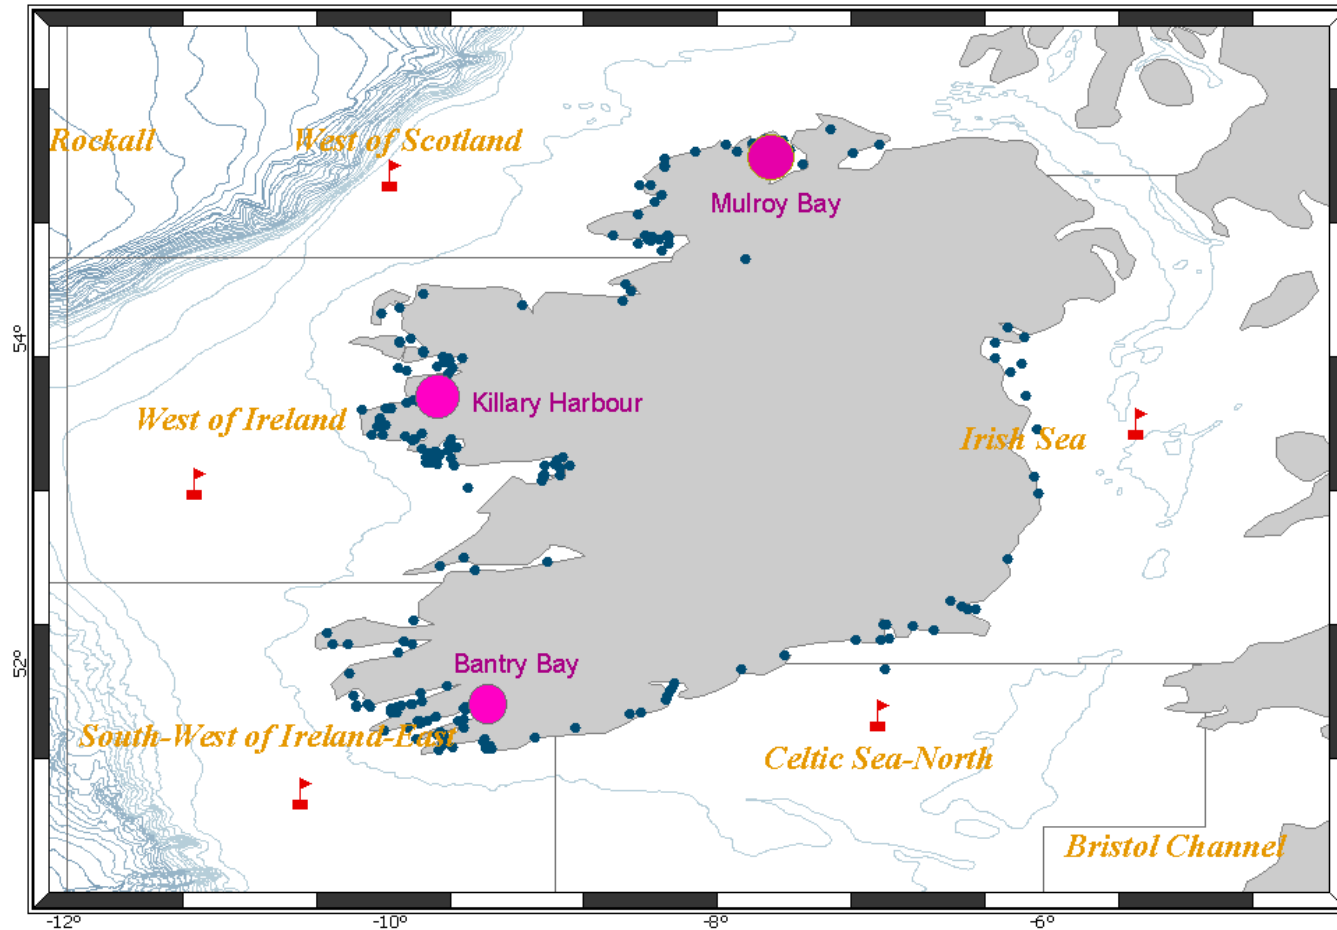 Rockall
West of Scotland
Mulroy Bay
54°
Killary Harbour
West of Ireland
Irish Sea
52°
Bantry Bay
South-West of Ireland-East
Celtic Sea-North
Bristol Channel
-12°
-10°
-8°
-6°